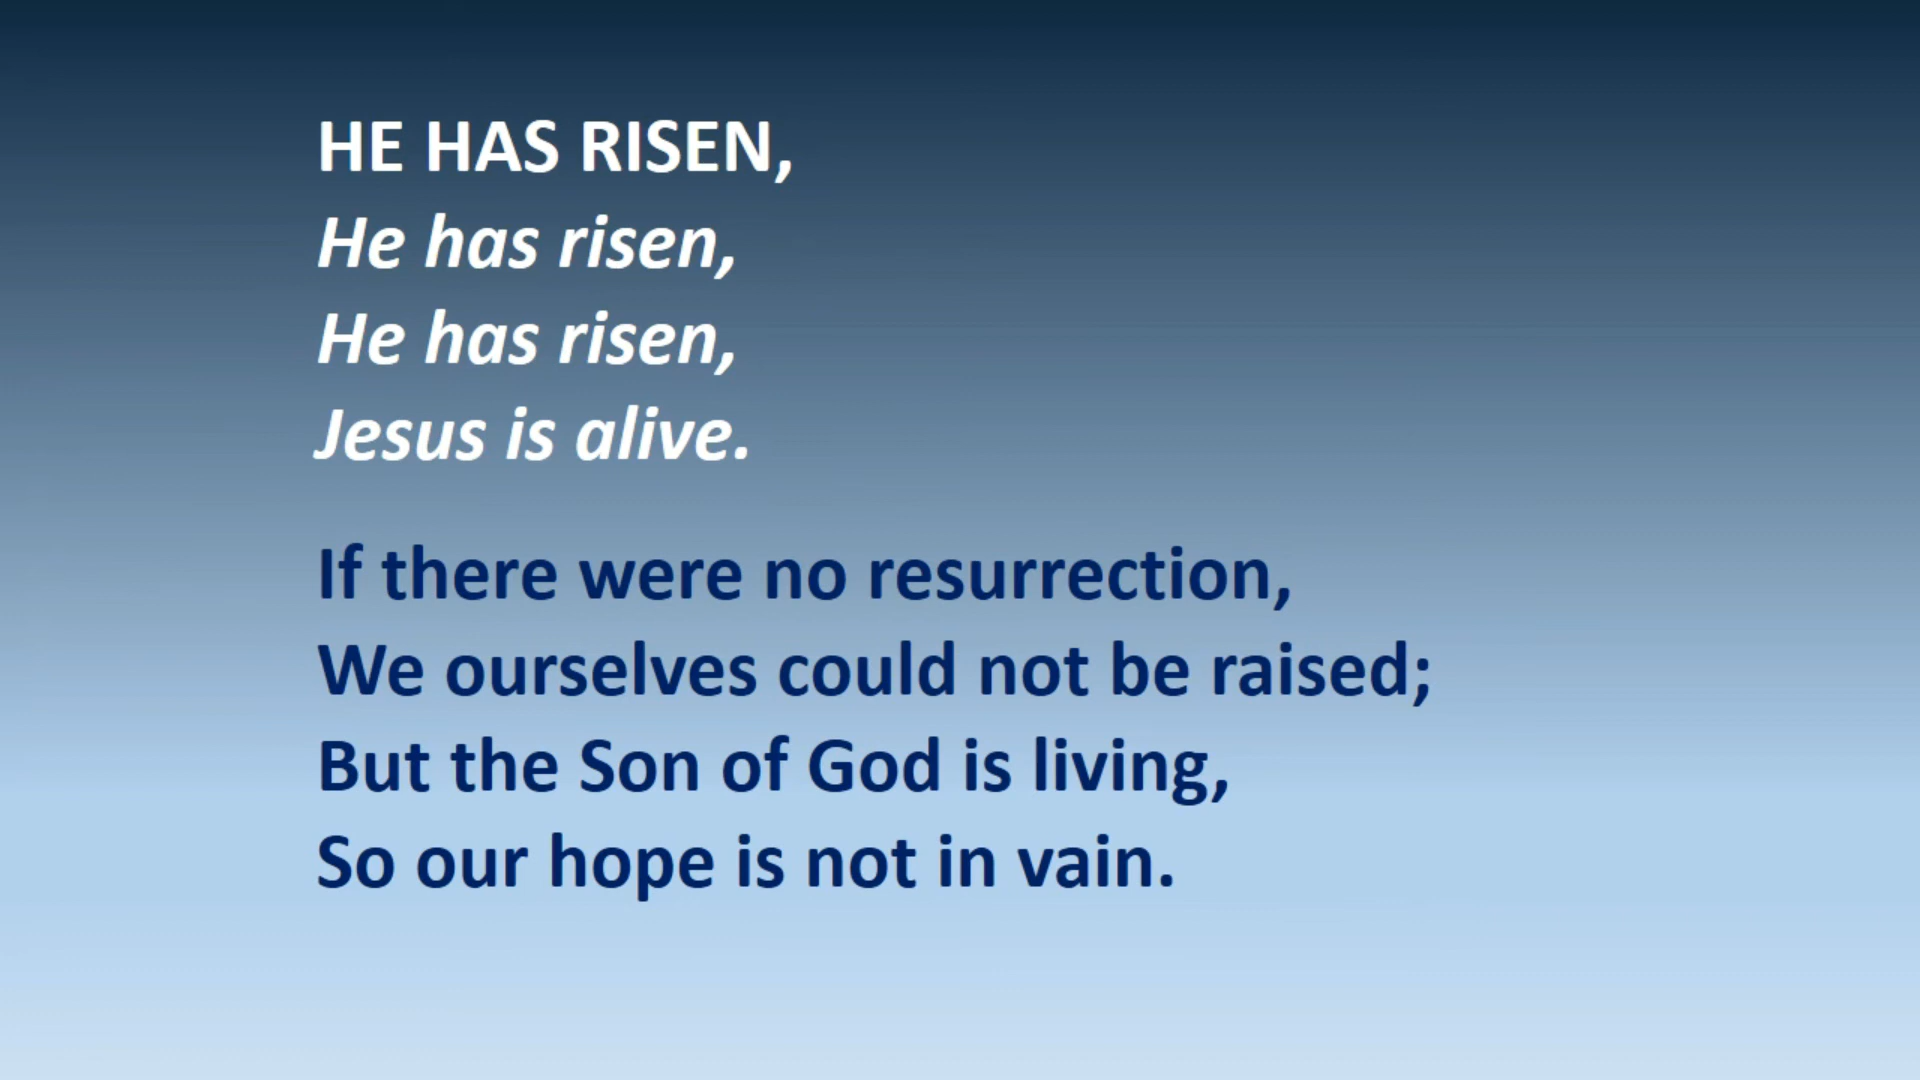 HE HAS RISEN,
He has risen,
He has risen,
Jesus is alive.
If there were no resurrection,
We ourselves could not be raised;
But the Son of God is living,
So our hope is not in vain.